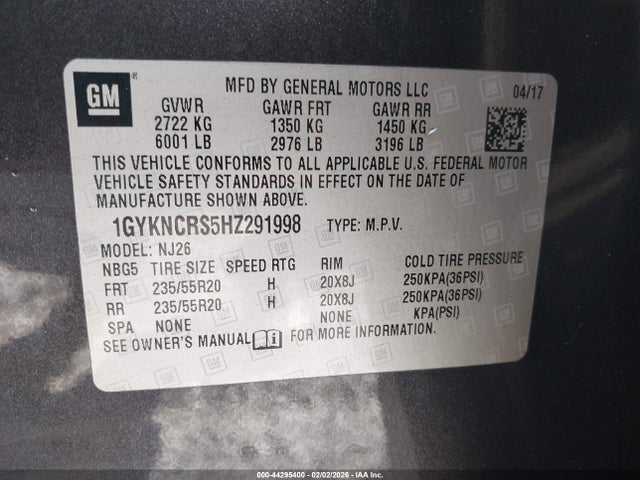 GM
MFD BY GENERAL MOTORS LLC 04/17
GVWR GAWR FRT GAWR RR
2722 KG 1350 KG 1450 KG
6001 LB 2976 LB 3196 LB
THIS VEHICLE CONFORMS TO ALL APPLICABLE U.S. FEDERAL MOTOR
VEHICLE SAFETY STANDARDS IN EFFECT ON THE DATE OF
MANUFACTURE SHOWN ABOVE.
1GYKNCRS5HZ291998 TYPE: M.P.V.
MODEL: NJ26
NBG5 TIRE SIZE SPEED RTG RIM COLD TIRE PRESSURE
FRT 235/55R20 H 20X8J 250KPA(36PSI)
RR 235/55R20 H 20X8J 250KPA(36PSI)
SPA NONE NONE KPA(PSI)
SEE OWNER'S MANUAL FOR MORE INFORMATION.
000-44295400 - 02/02/2026 - IAAI.COM